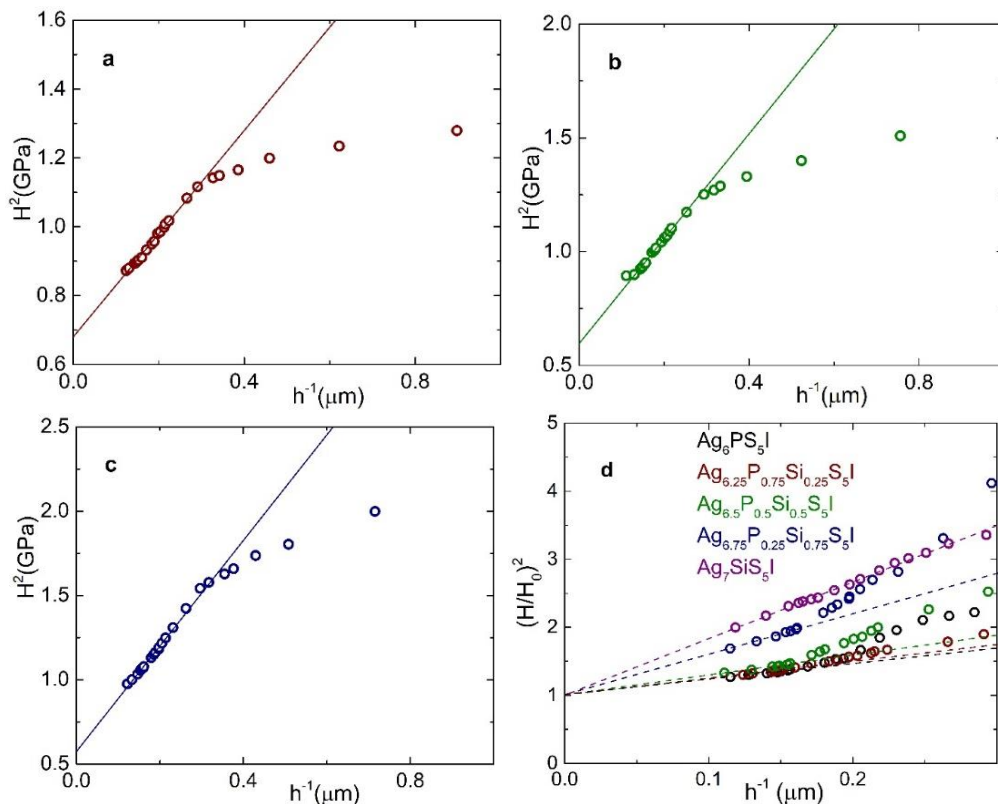 a
H²(GPa)
1.6
1.4
1.2
1.0
0.8
0.6
0.0 0.4 0.8
h⁻¹(μm)
b
H²(GPa)
2.0
1.5
1.0
0.5
0.0 0.4 0.8
h⁻¹(μm)
c
H²(GPa)
2.5
2.0
1.5
1.0
0.5
0.0 0.4 0.8
h⁻¹(μm)
d
(H/H₀)²
5
4
3
2
1
0
Ag₆PS₅I
Ag₆.₂₅P₀.₇₅Si₀.₂₅S₅I
Ag₆.₅P₀.₅Si₀.₅S₅I
Ag₆.₇₅P₀.₂₅Si₀.₇₅S₅I
Ag₇SiS₅I
0.0 0.1 0.2
h⁻¹ (μm)